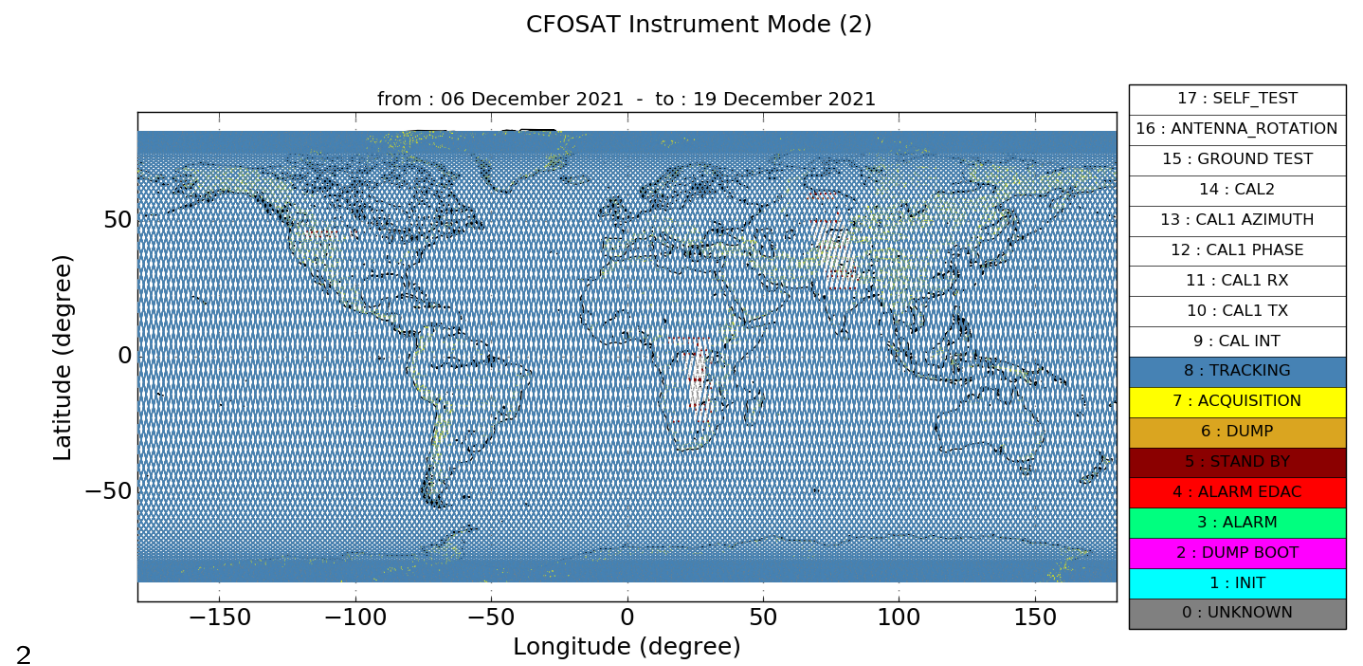 CFOSAT Instrument Mode (2)
from : 06 December 2021 - to : 19 December 2021
17 : SELF_TEST
16 : ANTENNA_ROTATION
15 : GROUND TEST
14 : CAL2
13 : CAL1 AZIMUTH
12 : CAL1 PHASE
11 : CAL1 RX
10 : CAL1 TX
9 : CAL INT
8 : TRACKING
7 : ACQUISITION
6 : DUMP
5 : STAND BY
4 : ALARM EDAC
3 : ALARM
2 : DUMP BOOT
1 : INIT
0 : UNKNOWN
Latitude (degree)
50
0
−50
−150 −100 −50 0 50 100 150
Longitude (degree)
2